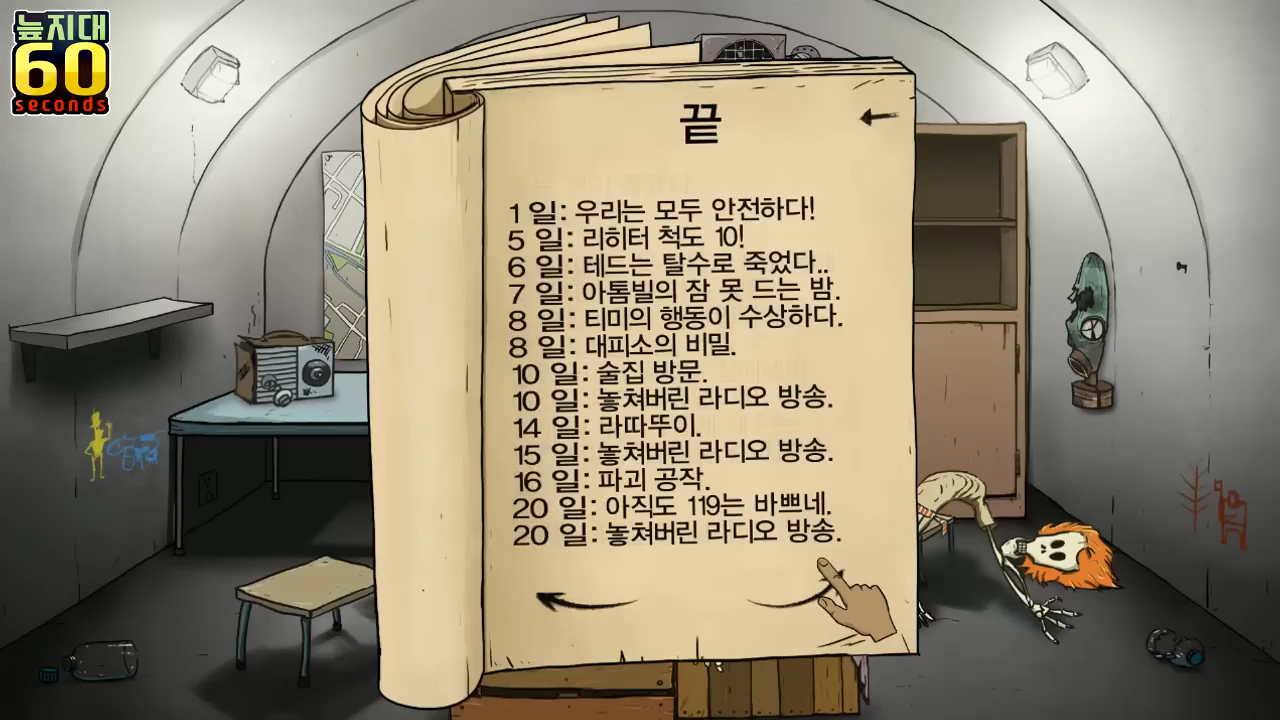 늪지대
60
seconds
끝
1 일: 우리는 모두 안전하다!
5 일: 리히터 척도 10!
6 일: 테드는 탈수로 죽었다..
7 일: 아톰빌의 잠 못 드는 밤.
8 일: 티미의 행동이 수상하다.
8 일: 대피소의 비밀.
10 일: 술집 방문.
10 일: 놓쳐버린 라디오 방송.
14 일: 라따뚜이.
15 일: 놓쳐버린 라디오 방송.
16 일: 파괴 공작.
20 일: 아직도 119는 바쁘네.
20 일: 놓쳐버린 라디오 방송.